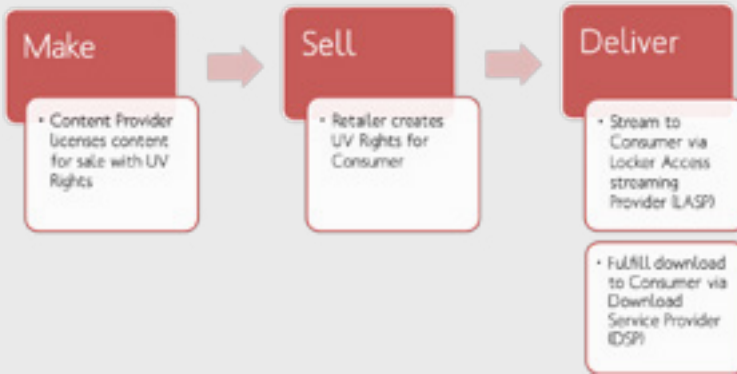 Make
• Content Provider
licenses content
for sale with UV
Rights
Sell
• Retailer creates
UV Rights for
Consumer
Deliver
• Stream to
Consumer via
Locker Access
streaming
Provider (LASP)
• Fulfill download
to Consumer via
Download
Service Provider
(DSP)